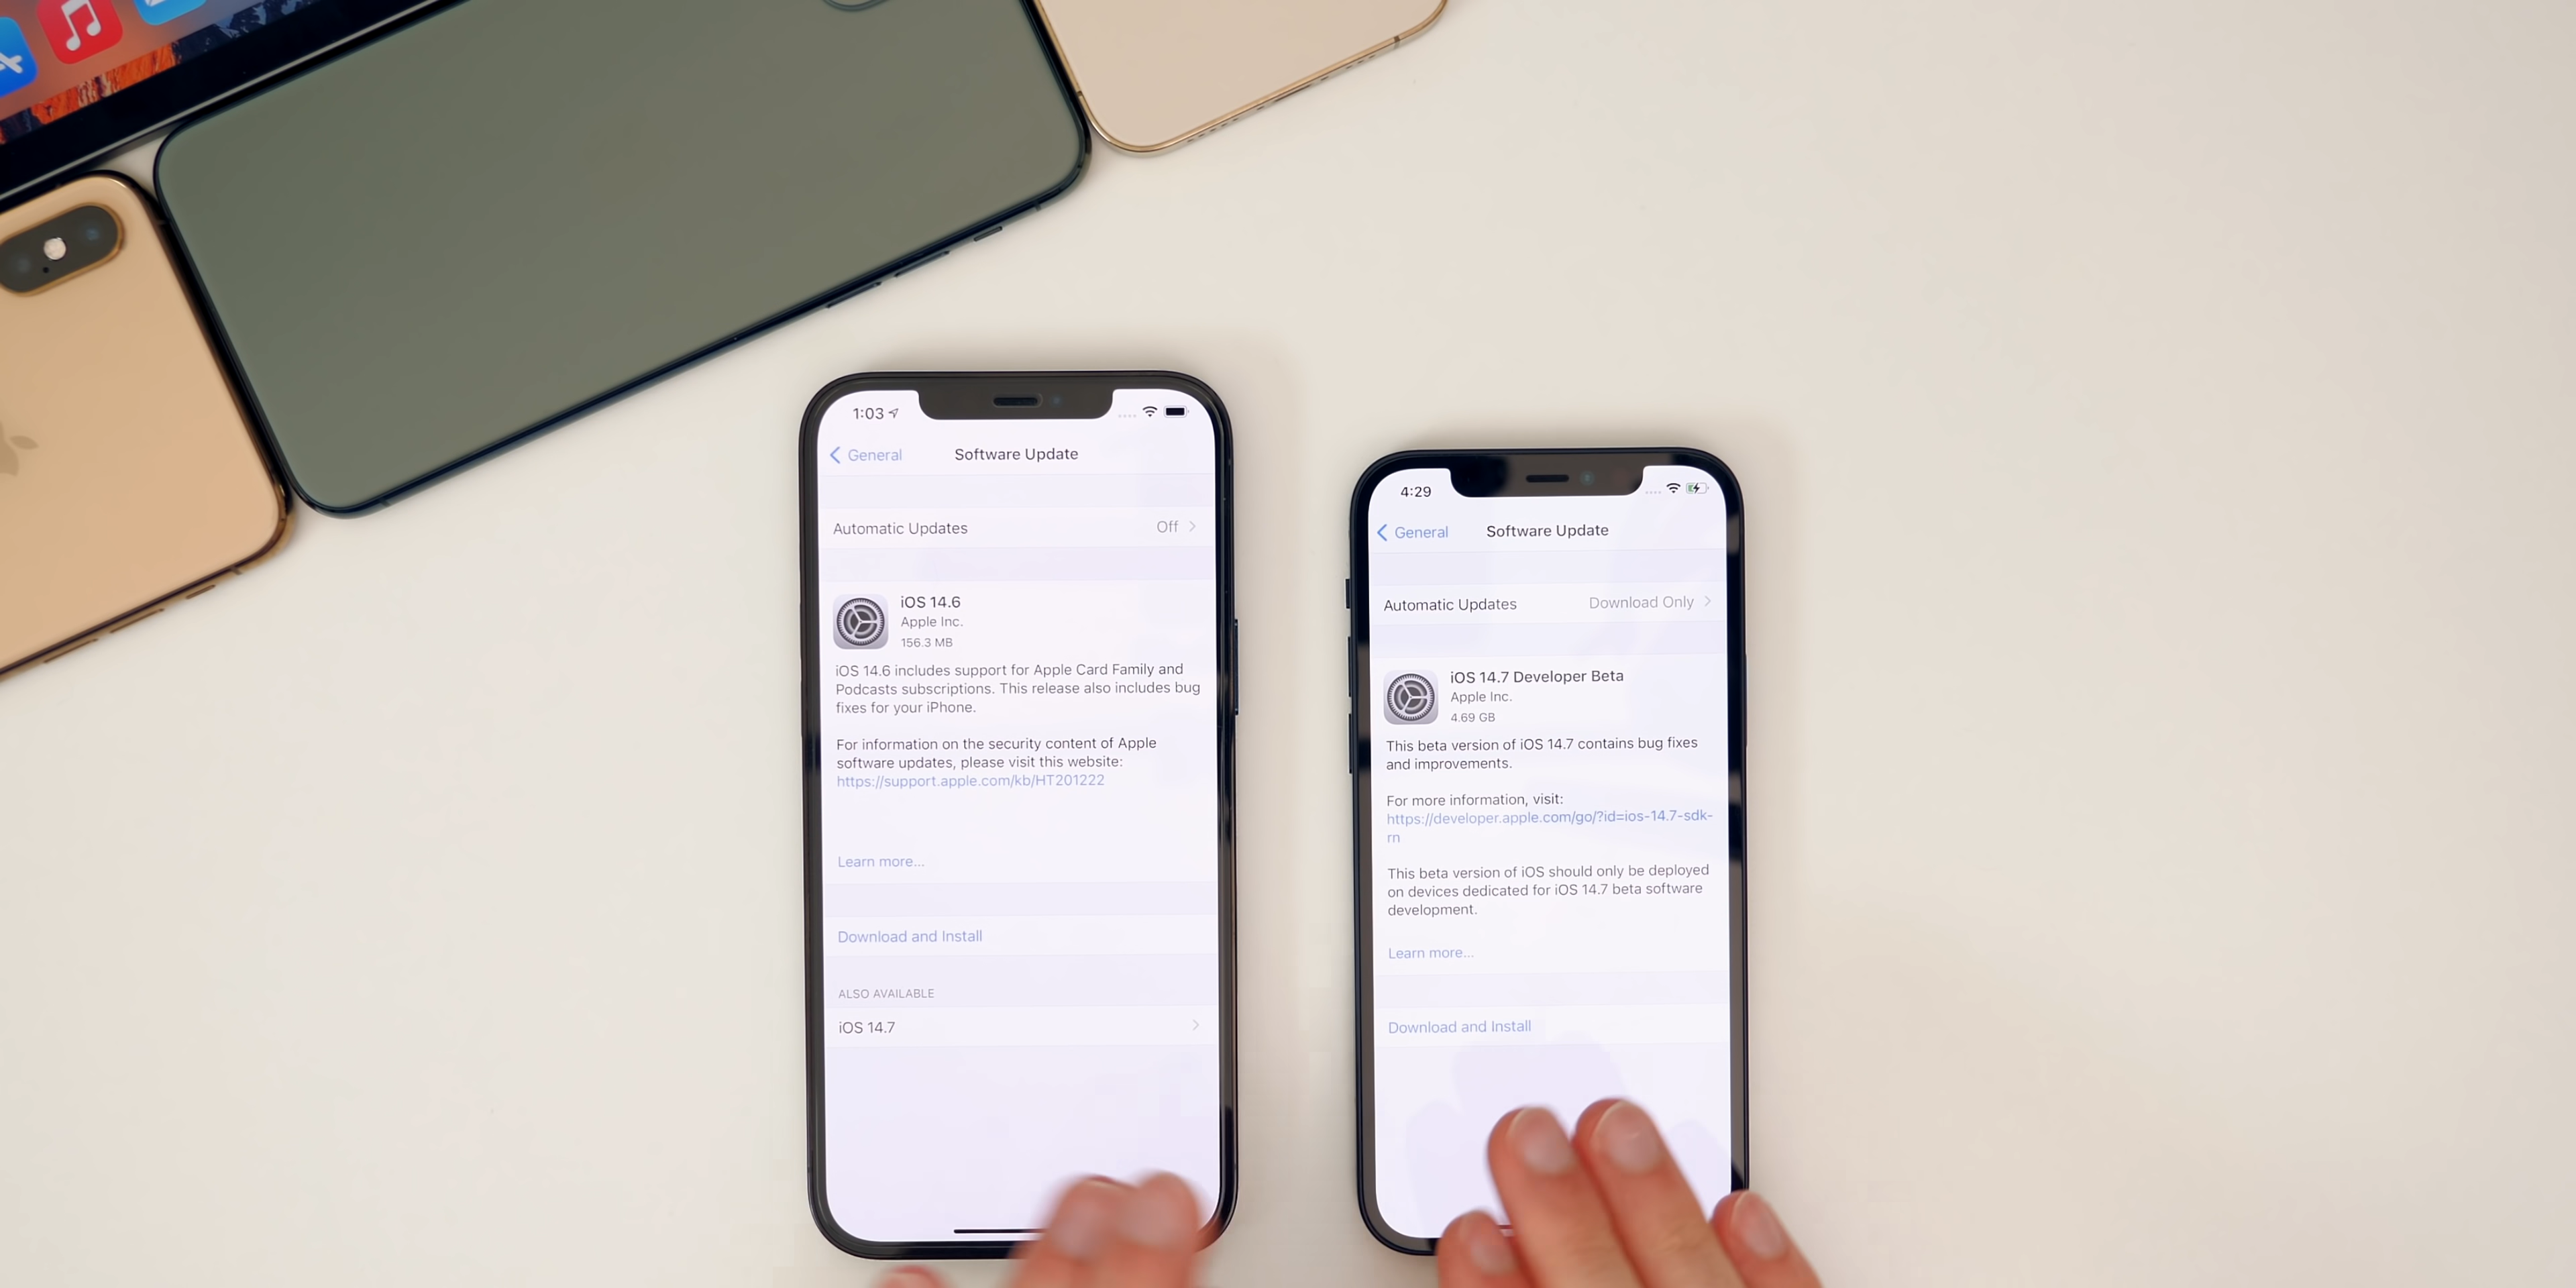 1:03
General
Software Update
Automatic Updates
Off
iOS 14.6
Apple Inc.
156.3 MB
iOS 14.6 includes support for Apple Card Family and
Podcasts subscriptions. This release also includes bug
fixes for your iPhone.
For information on the security content of Apple
software updates, please visit this website:
https://support.apple.com/kb/HT201222
Learn more...
Download and Install
ALSO AVAILABLE
iOS 14.7
4:29
General
Software Update
Automatic Updates
Download Only
iOS 14.7 Developer Beta
Apple Inc.
4.69 GB
This beta version of iOS 14.7 contains bug fixes
and improvements.
For more information, visit:
https://developer.apple.com/go/?id=ios-14.7-sdk-
rn
This beta version of iOS should only be deployed
on devices dedicated for iOS 14.7 beta software
development.
Learn more...
Download and Install